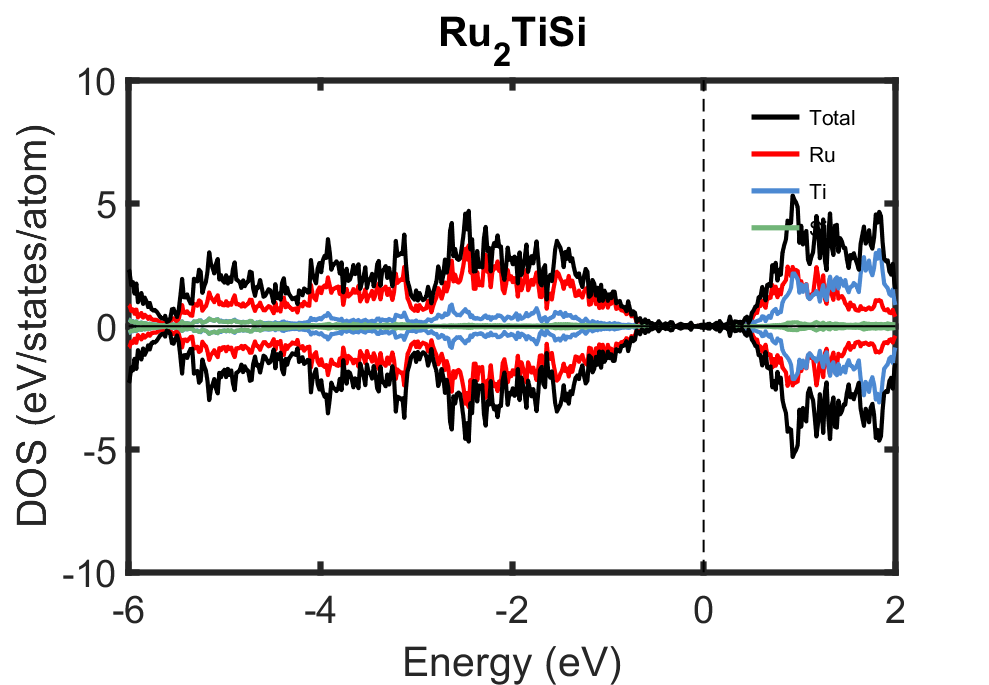 Ru2TiSi
DOS (eV/states/atom)
10
5
0
-5
-10
-6
-4
-2
0
2
Energy (eV)
Total
Ru
Ti